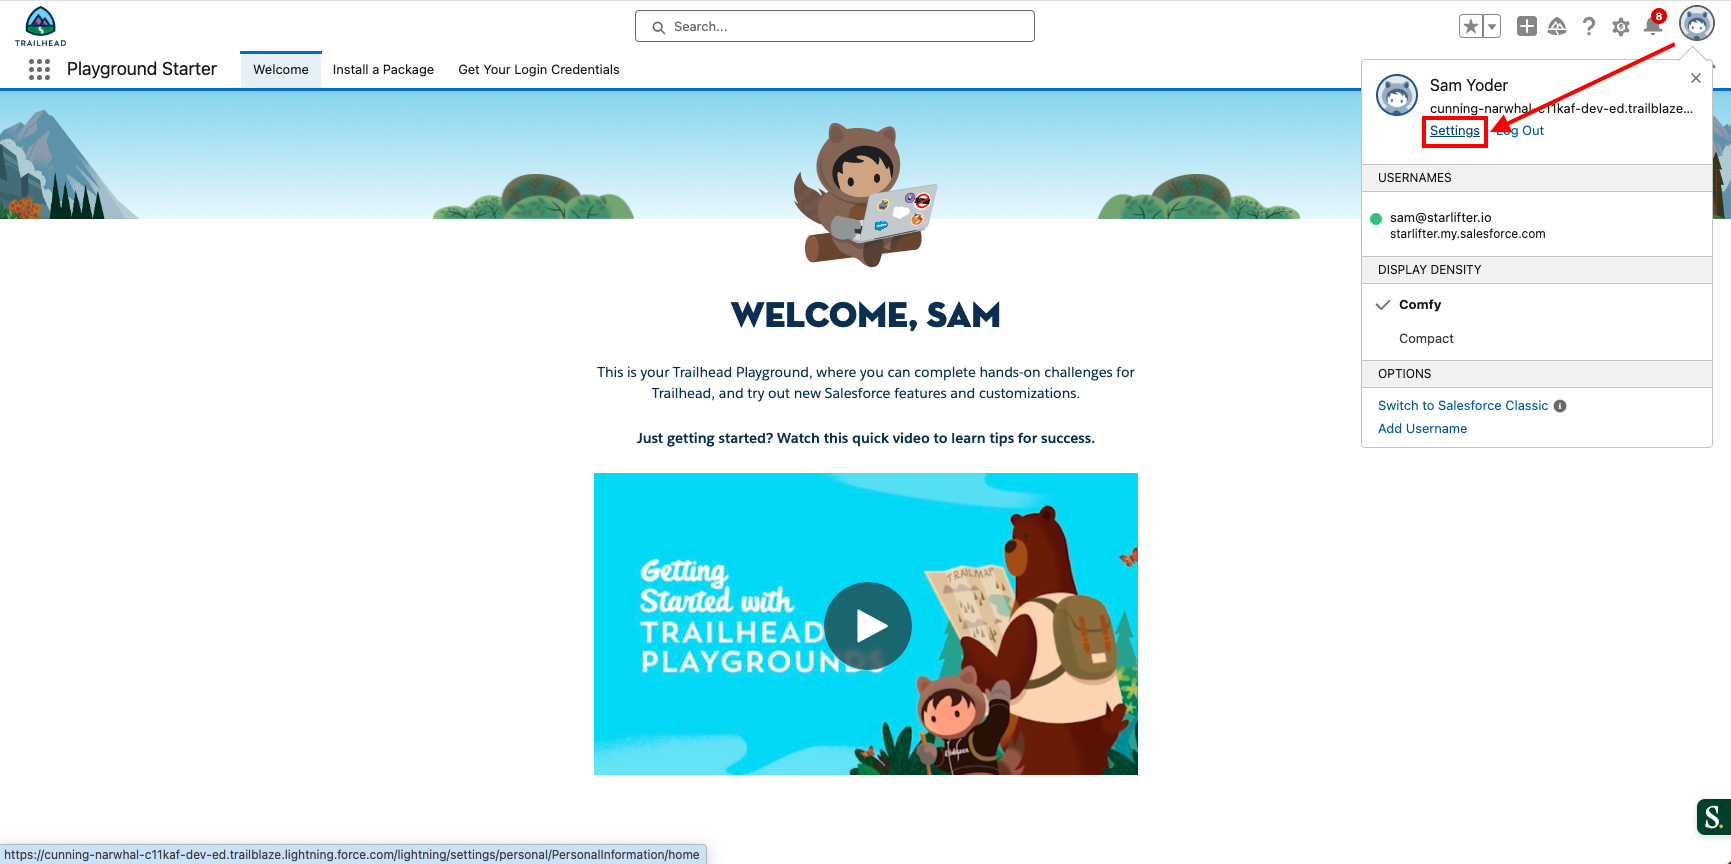 TRAILHEAD
Search...
8
Playground Starter
Welcome
Install a Package
Get Your Login Credentials
Sam Yoder
cunning-narwhal-c11kaf-dev-ed.trailblaze...
Settings
Log Out
USERNAMES
sam@starlifter.io
starlifter.my.salesforce.com
DISPLAY DENSITY
Comfy
Compact
OPTIONS
Switch to Salesforce Classic
Add Username
WELCOME, SAM
This is your Trailhead Playground, where you can complete hands-on challenges for
Trailhead, and try out new Salesforce features and customizations.
Just getting started? Watch this quick video to learn tips for success.
Getting
Started with
TRAILHEAD
PLAYGROUNDS
TRAILMAP
S.
https://cunning-narwhal-c11kaf-dev-ed.trailblaze.lightning.force.com/lightning/settings/personal/PersonalInformation/home